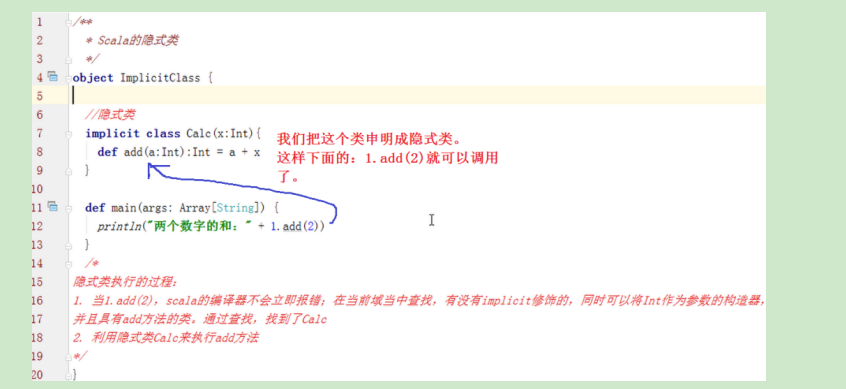 1 /**
2 * Scala的隐式类
3 */
4 object ImplicitClass {
5
6 //隐式类
7 implicit class Calc(x:Int){
8 def add(a:Int):Int = a + x
9 }
我们把这个类申明成隐式类。
这样下面的：1.add(2)就可以调用
了。
10
11 def main(args: Array[String]) {
12 println("两个数字的和：" + 1.add(2))
13 }
14 /*
15 隐式类执行的过程：
16 1. 当1.add(2)，scala的编译器不会立即报错；在当前域当中查找，有没有implicit修饰的，同时可以将Int作为参数的构造器，
17 并且具有add方法的类。通过查找，找到了Calc
18 2. 利用隐式类Calc来执行add方法
19 */
20 }